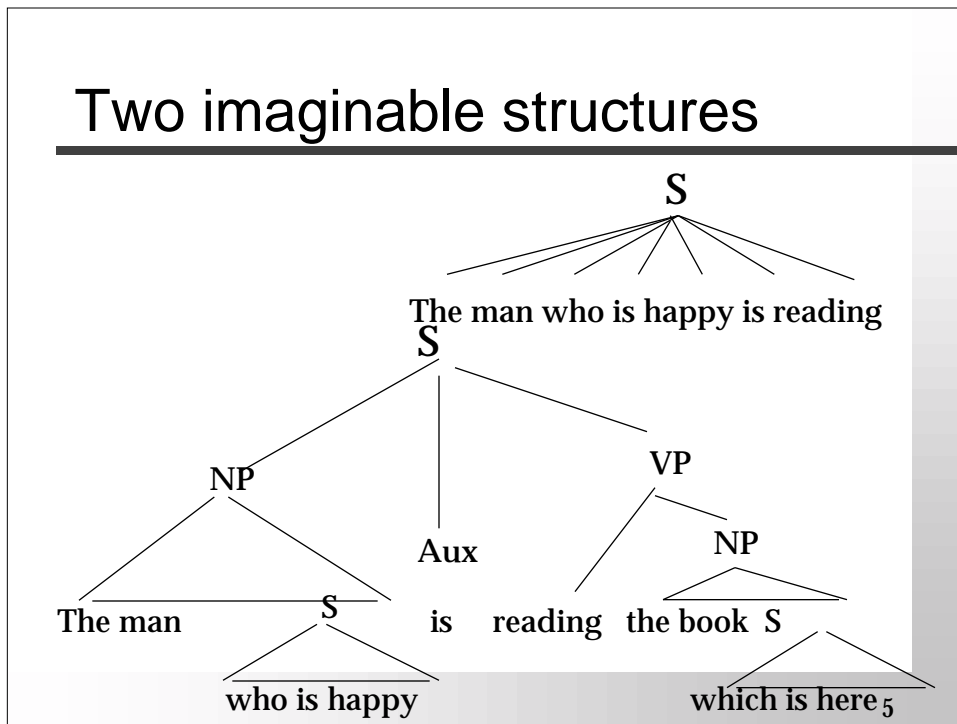 Two imaginable structures
S
The man who is happy is reading
S
NP
VP
Aux
NP
The man S is reading the book S
who is happy which is here 5